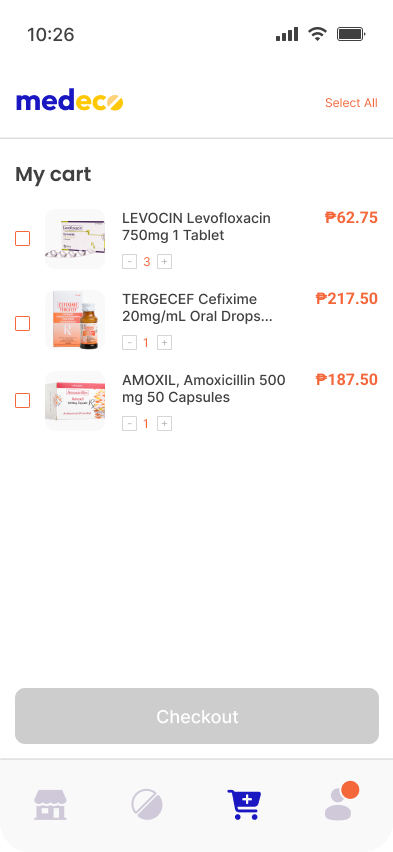 10:26
medeco
Select All
My cart
LEVOCIN Levofloxacin
750mg 1 Tablet
₱62.75
- 3 +
TERGECEF Cefixime
20mg/mL Oral Drops...
₱217.50
- 1 +
AMOXIL, Amoxicillin 500
mg 50 Capsules
₱187.50
- 1 +
Checkout